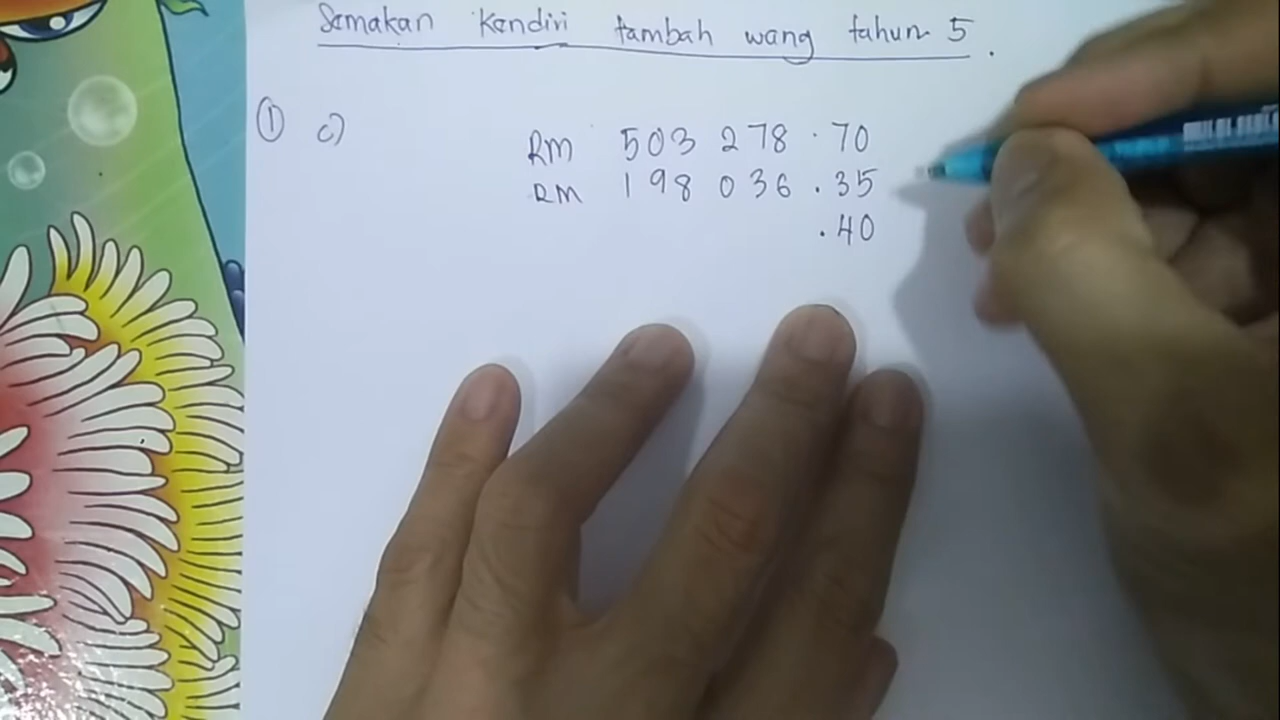 Semakan Kendiri tambah wang tahun 5.
① c) RM 503 278.70
RM 198 036.35
.40